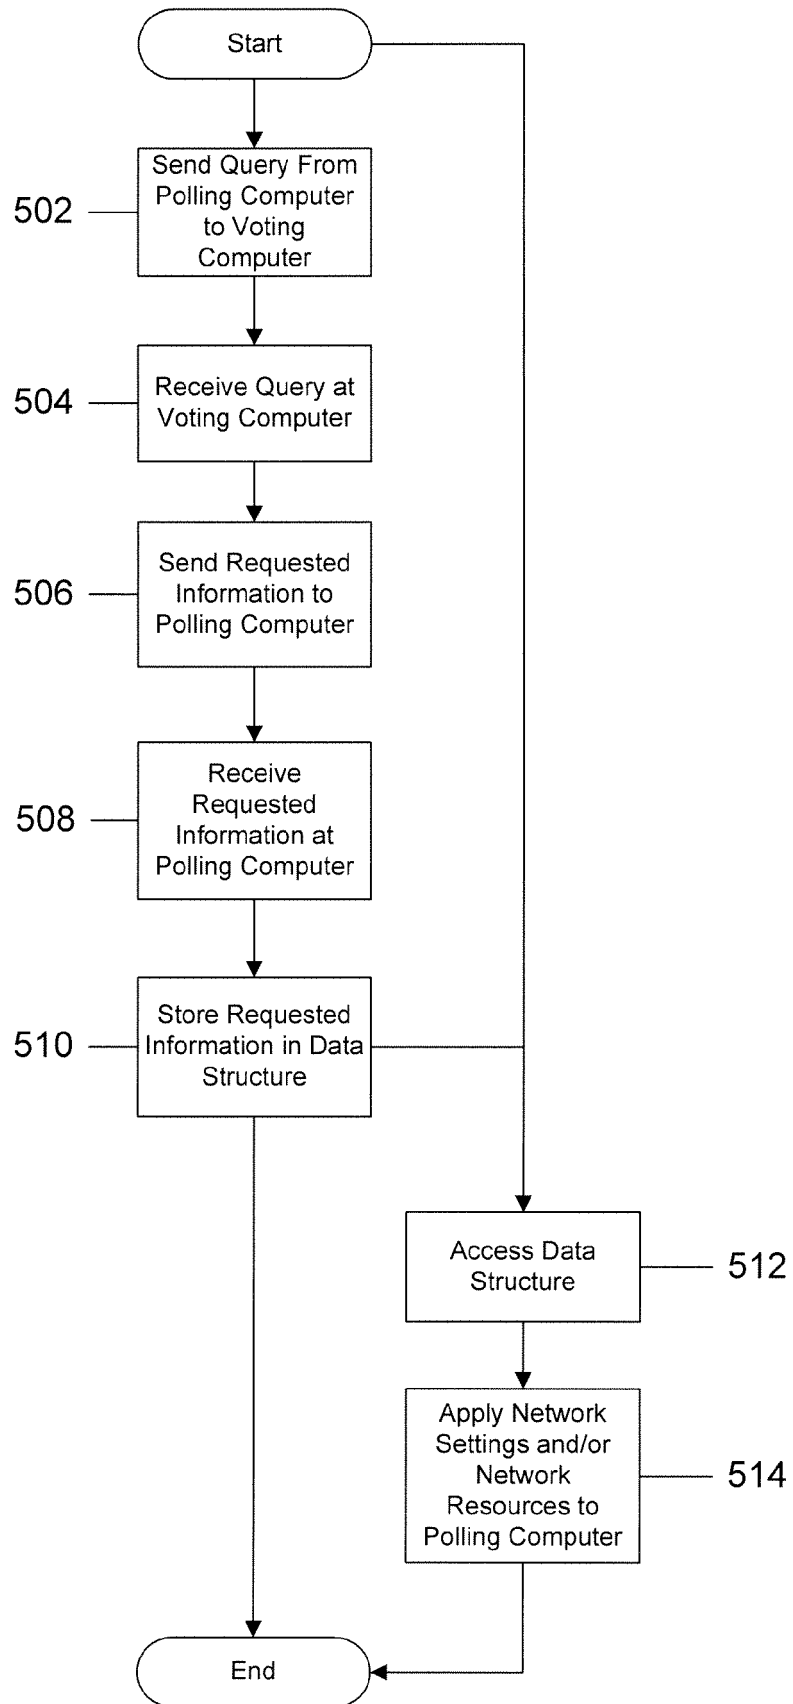 Start
Send Query From
Polling Computer
to Voting
Computer
502
Receive Query at
Voting Computer
504
Send Requested
Information to
Polling Computer
506
Receive
Requested
Information at
Polling Computer
508
Store Requested
Information in Data
Structure
510
Access Data
Structure
512
Apply Network
Settings and/or
Network
Resources to
Polling Computer
514
End